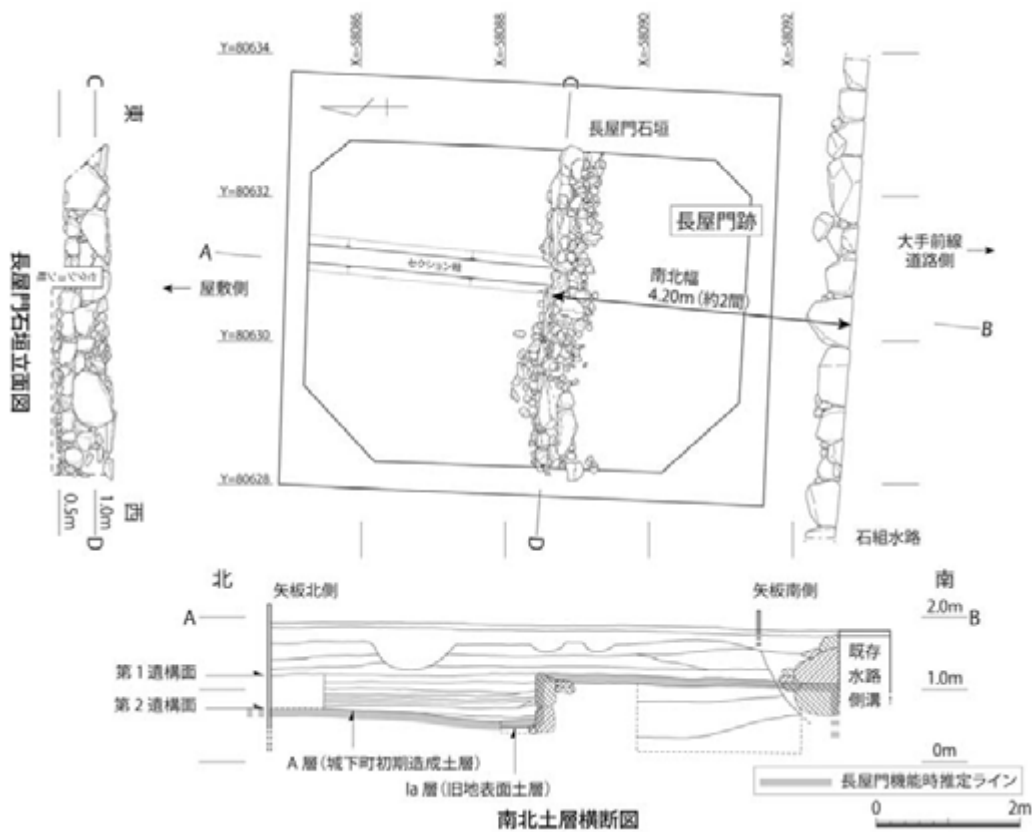 X=-58086
X=-58088
X=-58090
X=-58092
Y=80634
C
長屋門石垣
東
C
Y=80632
長屋門跡
大手前線
道路側
A
セクション軸
南北幅
4.20m(約2間)
屋敷側
B
Y=80630
長屋門石垣立面図
Y=80628
西
1.0m
0.5m
D
D
石組水路
北
南
矢板北側
矢板南側
A
2.0m
B
第1遺構面
既存
水路
側溝
1.0m
第2遺構面
0m
A層(城下町初期造成土層)
Ia層(旧地表面土層)
長屋門機能時推定ライン
南北土層横断図
0
2m